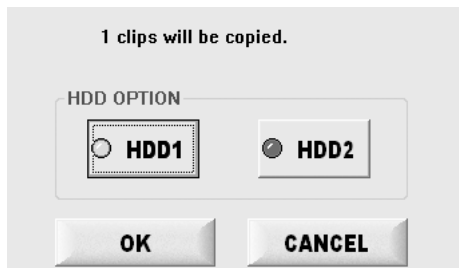 1 clips will be copied.
HDD OPTION
HDD1 HDD2
OK CANCEL